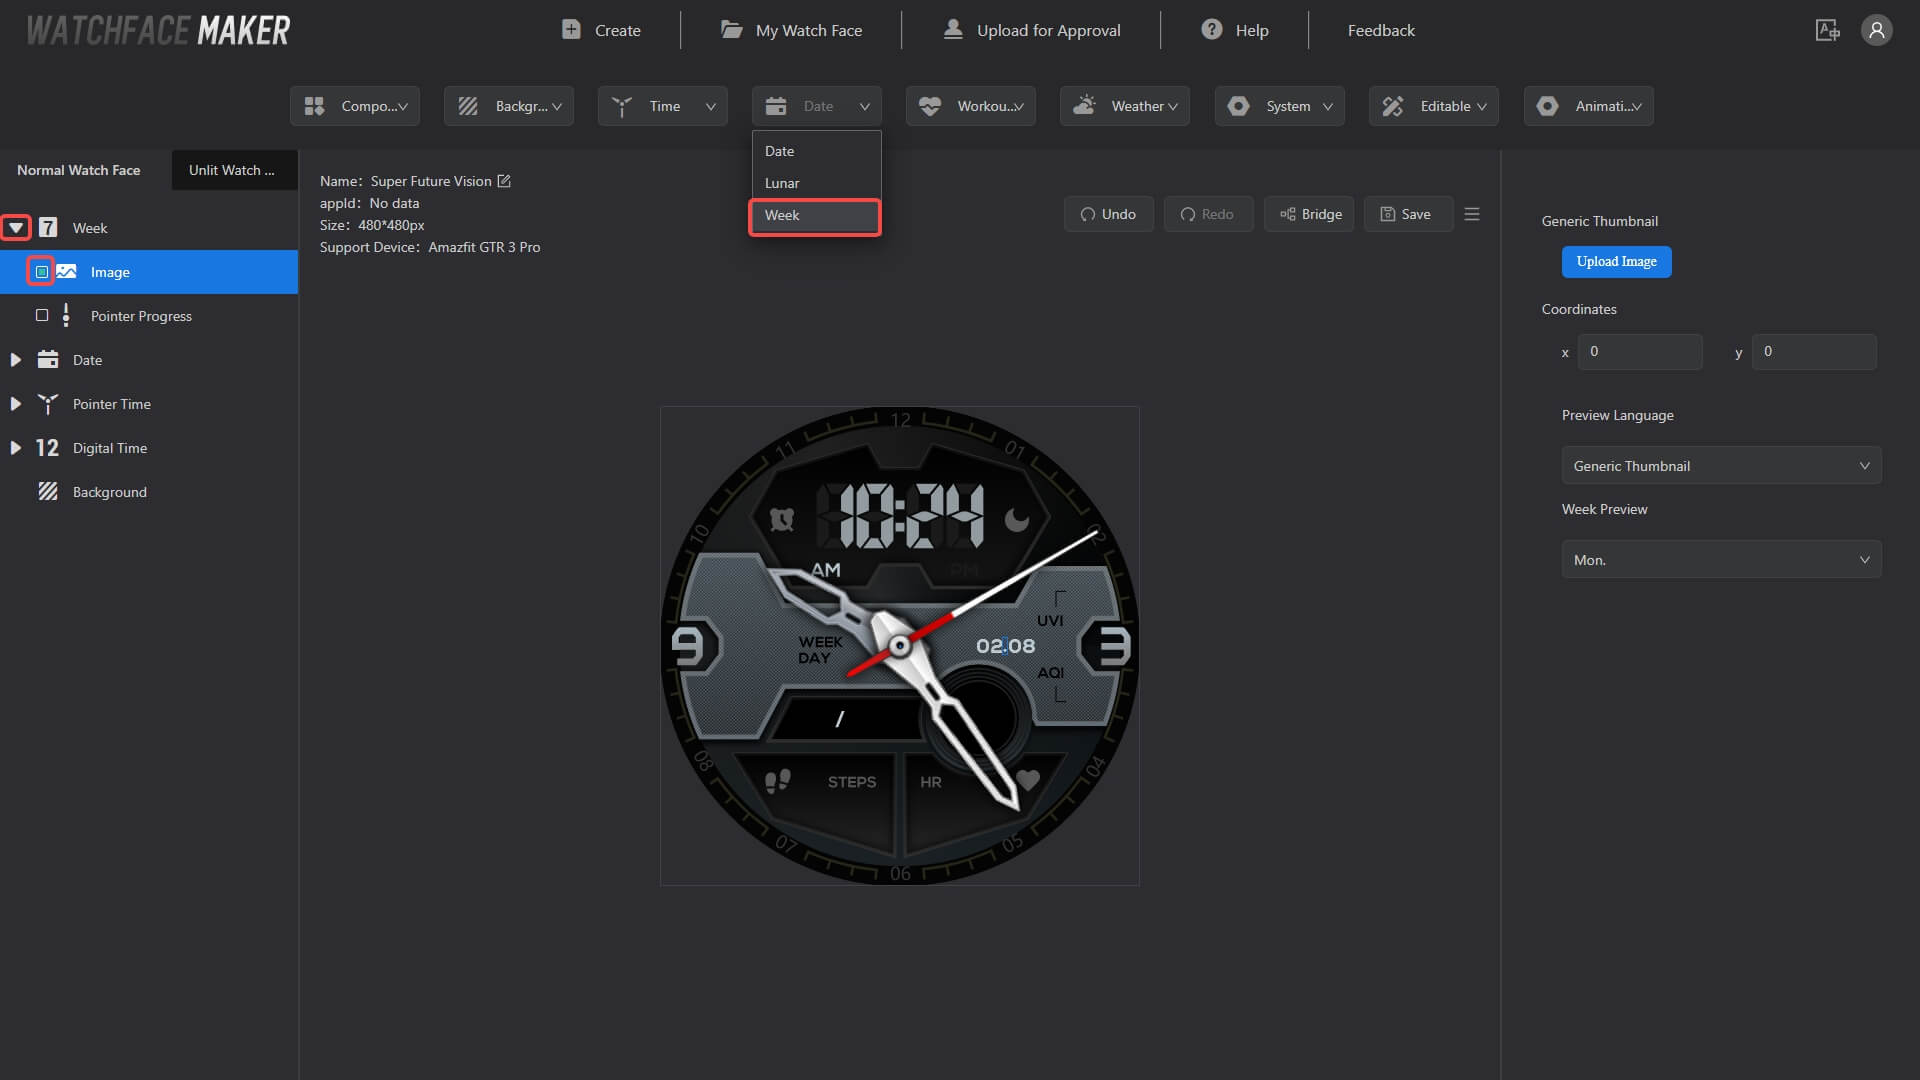 WATCHFACE MAKER
Create
My Watch Face
Upload for Approval
Help
Feedback
Compo...
Backgr...
Time
Date
Workou...
Weather
System
Editable
Animati...
Date
Lunar
Week
Normal Watch Face
Unlit Watch ...
7 Week
Image
Pointer Progress
Date
Pointer Time
12 Digital Time
Background
Name: Super Future Vision
appId: No data
Size: 480*480px
Support Device: Amazfit GTR 3 Pro
Undo
Redo
Bridge
Save
12
11
01
10
02
10:24
AM
PM
UVI
9
WEEK
DAY
02.08
3
AQI
/
08
04
STEPS
HR
07
05
06
Generic Thumbnail
Upload Image
Coordinates
x 0
y 0
Preview Language
Generic Thumbnail
Week Preview
Mon.